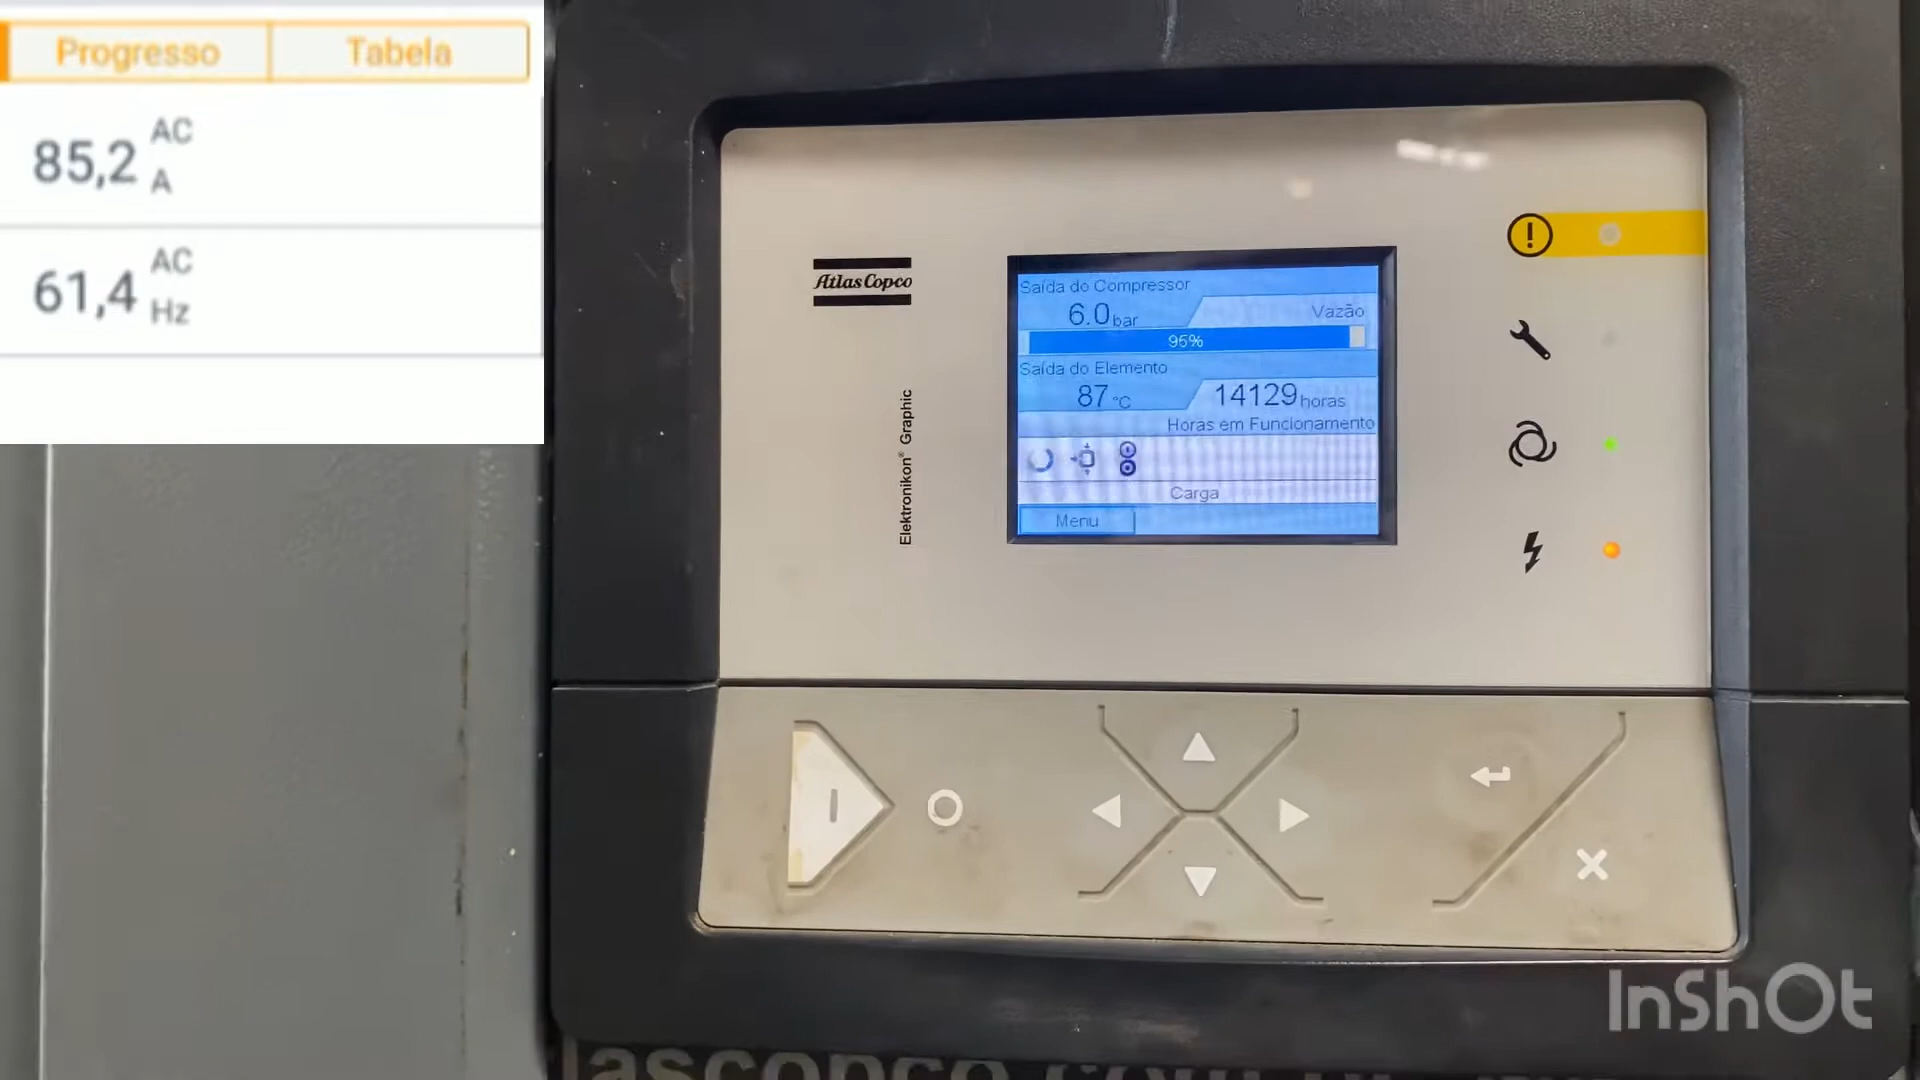 Progresso Tabela
85,2 AC A
61,4 AC Hz
Atlas Copco
Elektronikon® Graphic
Saída do Compressor
6.0 bar Vazão
95%
Saída do Elemento
87 °C 14129 horas
Horas em Funcionamento
Carga
Menu
InShOt